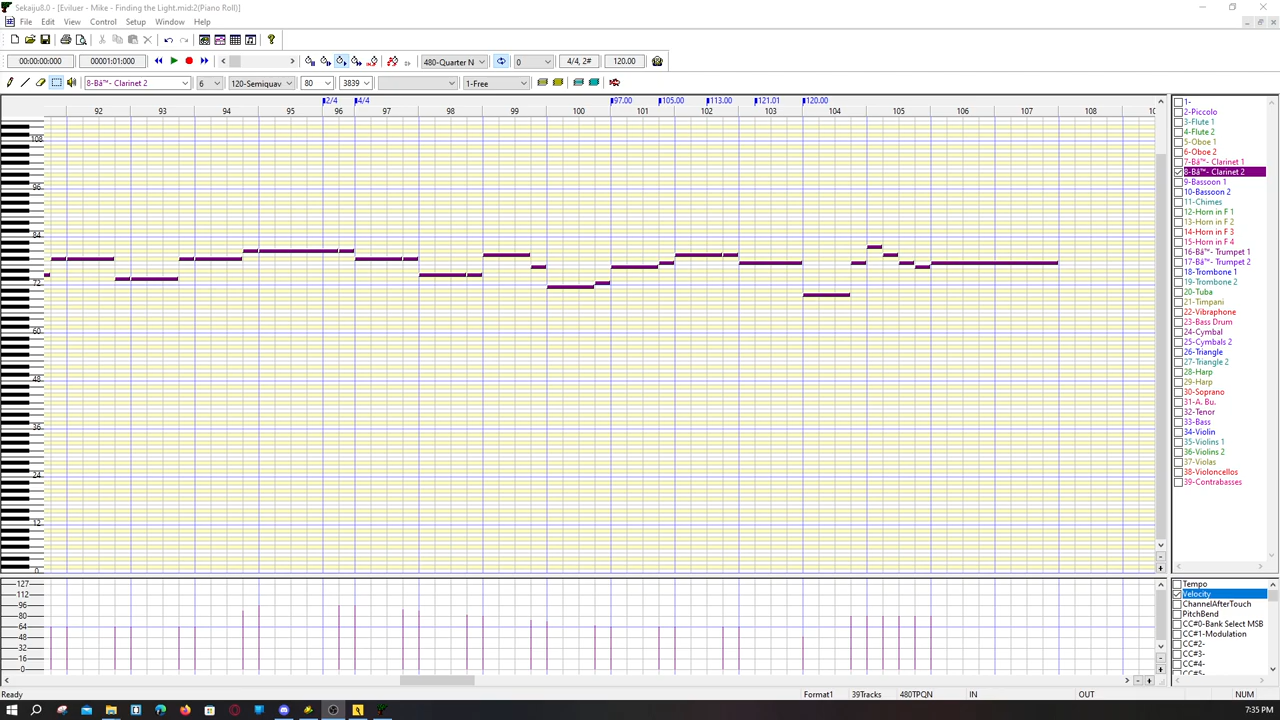 Sekaiju8.0 - [Eviluer - Mike - Finding the Light.mid:2(Piano Roll)]
File Edit View Control Setup Window Help
00:00:00:000 00001:01:000 480-Quarter N 0 4/4, 2# 120.00
8-Bâ™- Clarinet 2 6 120-Semiquav 80 3839 1-Free
2/4 4/4 97.00 105.00 113.00 121.01 120.00
92 93 94 95 96 97 98 99 100 101 102 103 104 105 106 107 108
108
96
84
72
60
48
36
24
12
0
1-
2-Piccolo
3-Flute 1
4-Flute 2
5-Oboe 1
6-Oboe 2
7-Bâ™- Clarinet 1
8-Bâ™- Clarinet 2
9-Bassoon 1
10-Bassoon 2
11-Chimes
12-Horn in F 1
13-Horn in F 2
14-Horn in F 3
15-Horn in F 4
16-Bâ™- Trumpet 1
17-Bâ™- Trumpet 2
18-Trombone 1
19-Trombone 2
20-Tuba
21-Timpani
22-Vibraphone
23-Bass Drum
24-Cymbal
25-Cymbals 2
26-Triangle
27-Triangle 2
28-Harp
29-Harp
30-Soprano
31-A. Bu.
32-Tenor
33-Bass
34-Violin
35-Violins 1
36-Violins 2
37-Violas
38-Violoncellos
39-Contrabasses
127
112
96
80
64
48
32
16
0
Tempo
Velocity
ChannelAfterTouch
PitchBend
CC#0-Bank Select MSB
CC#1-Modulation
CC#2-
CC#3-
CC#4-
Ready Format1 39Tracks 480TPQN IN OUT NUM
7:35 PM